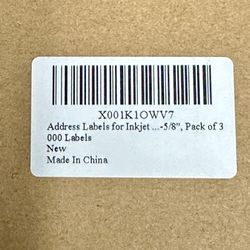 X001K1OWV7
Address Labels for Inkjet ...-5/8", Pack of 3
000 Labels
New
Made In China